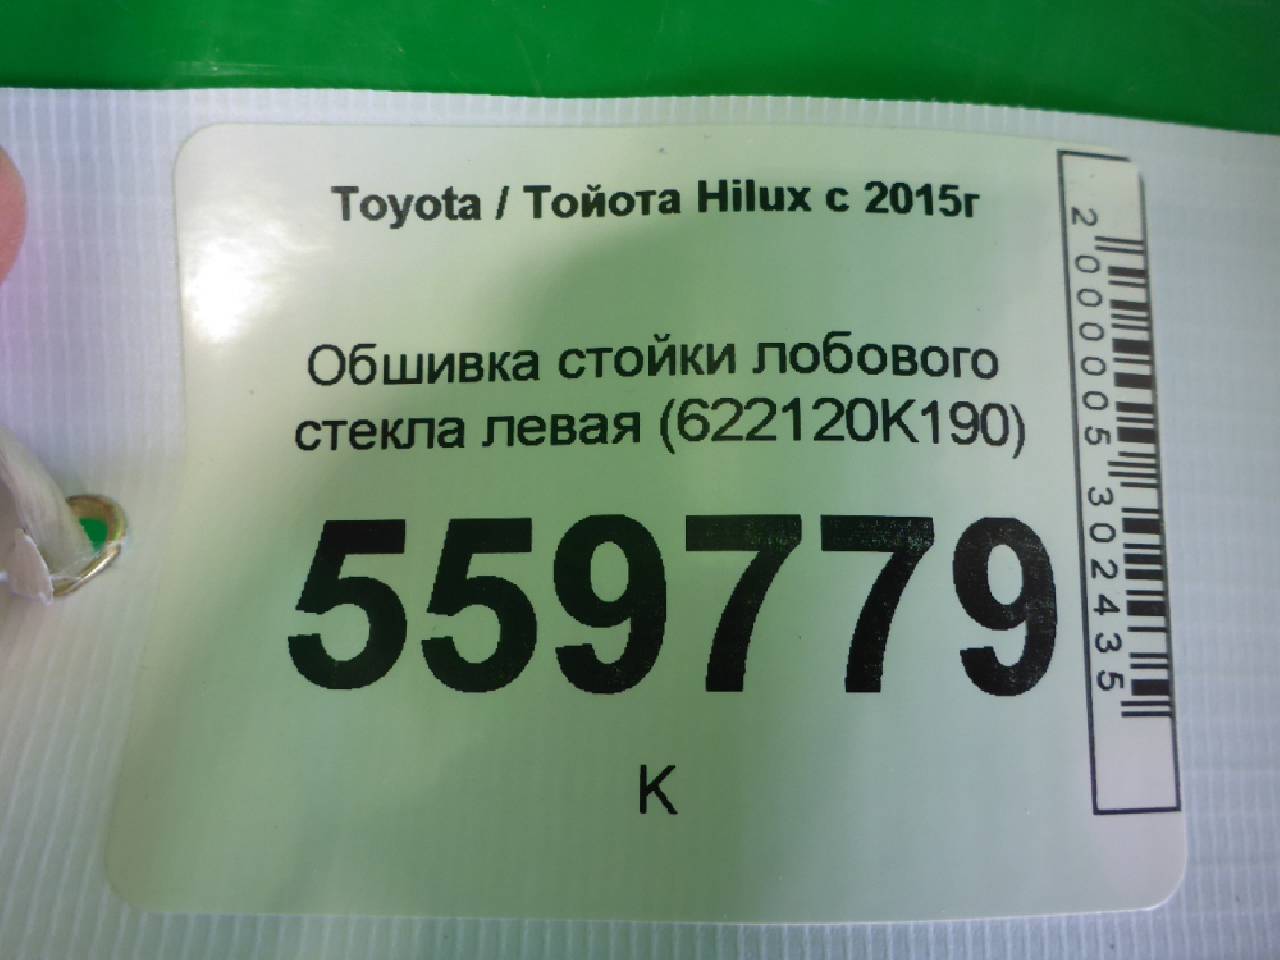 Toyota / Тойота Hilux с 2015г
Обшивка стойки лобового
стекла левая (622120K190)
559779
К
2000005302435